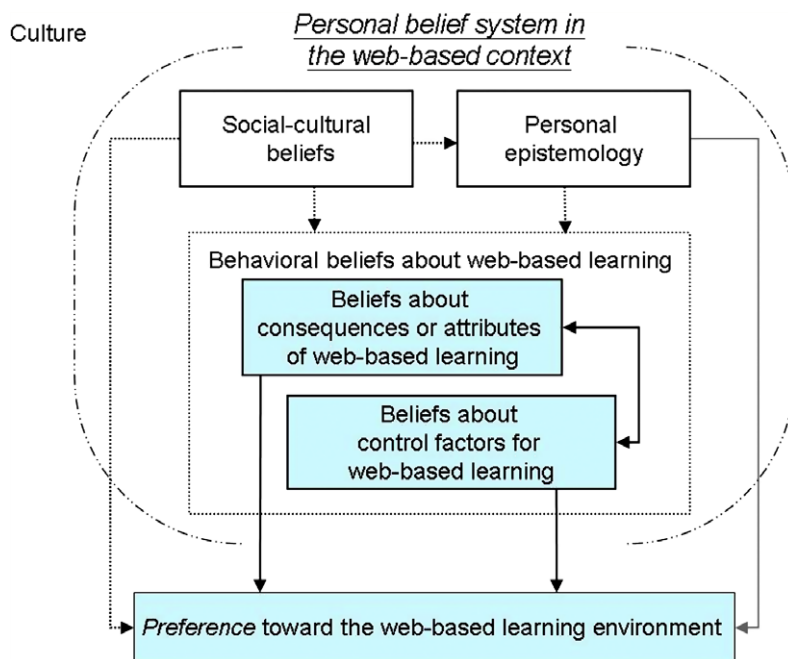 Culture
Personal belief system in
the web-based context
Social-cultural
beliefs
Personal
epistemology
Behavioral beliefs about web-based learning
Beliefs about
consequences or attributes
of web-based learning
Beliefs about
control factors for
web-based learning
Preference toward the web-based learning environment